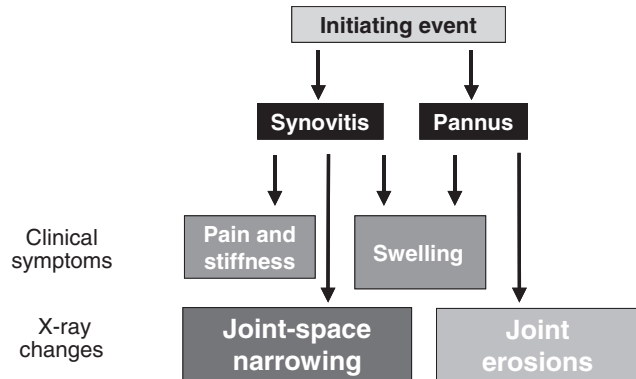 Initiating event
Synovitis
Pannus
Clinical
symptoms
Pain and
stiffness
Swelling
X-ray
changes
Joint-space
narrowing
Joint
erosions